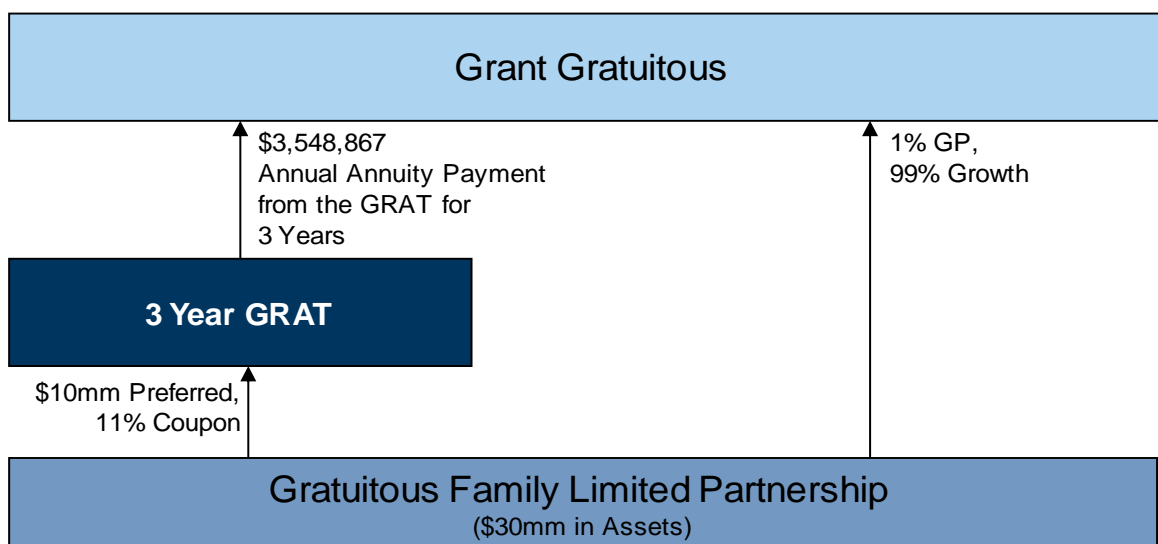 Grant Gratuitous
$3,548,867
Annual Annuity Payment
from the GRAT for
3 Years
1% GP,
99% Growth
3 Year GRAT
$10mm Preferred,
11% Coupon
Gratuitous Family Limited Partnership
($30mm in Assets)